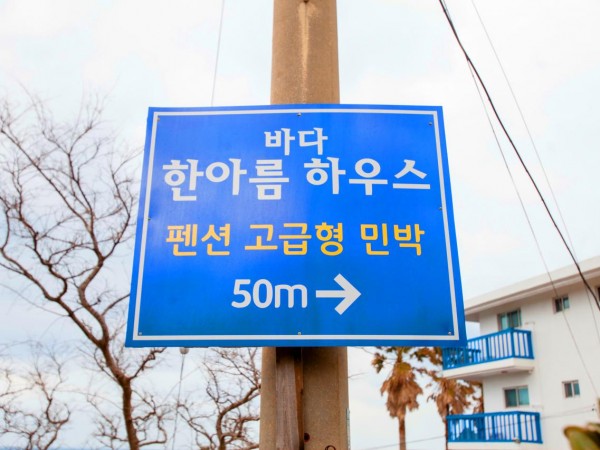 바다
한아름 하우스
펜션 고급형 민박
50m →